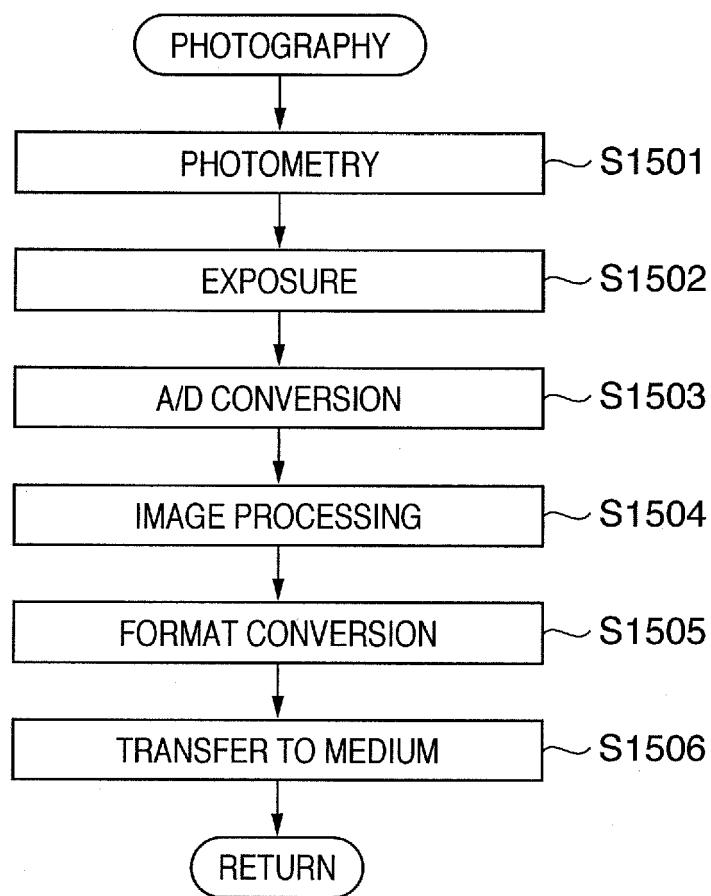 PHOTOGRAPHY
PHOTOMETRY S1501
EXPOSURE S1502
A/D CONVERSION S1503
IMAGE PROCESSING S1504
FORMAT CONVERSION S1505
TRANSFER TO MEDIUM S1506
RETURN